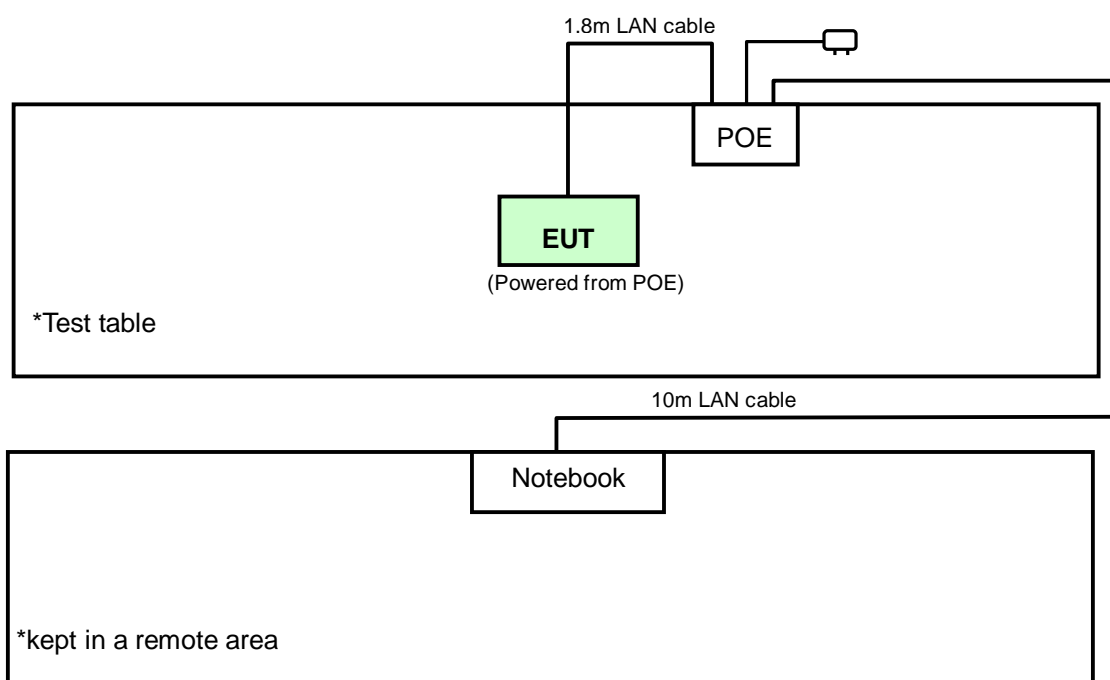 1.8m LAN cable
POE
EUT
(Powered from POE)
*Test table
10m LAN cable
Notebook
*kept in a remote area